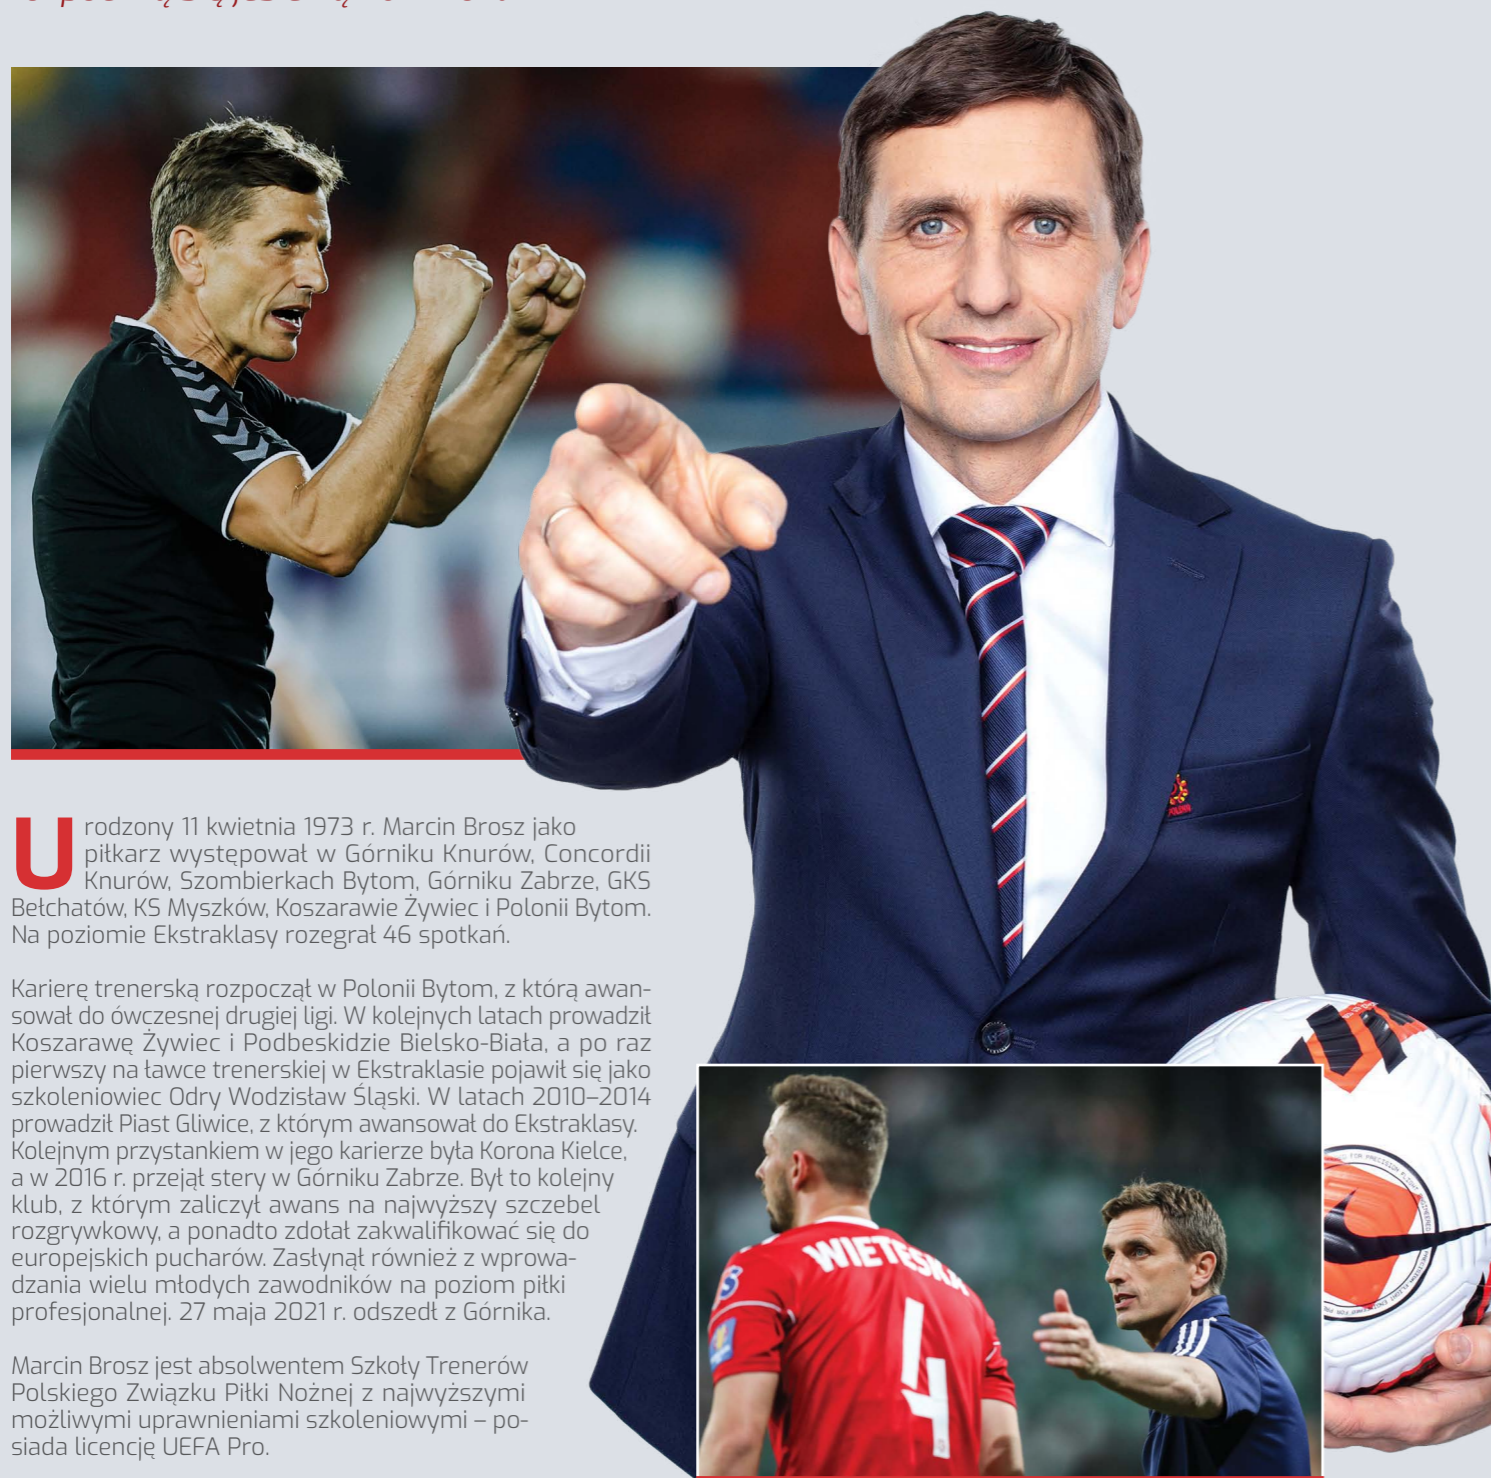 Urodzony 11 kwietnia 1973 r. Marcin Brosz jako
piłkarz występował w Górniku Knurów, Concordii
Knurów, Szombierkach Bytom, Górniku Zabrze, GKS
Bełchatów, KS Myszków, Koszarawie Żywiec i Polonii Bytom.
Na poziomie Ekstraklasy rozegrał 46 spotkań.
Karierę trenerską rozpoczął w Polonii Bytom, z którą awan-
sował do ówczesnej drugiej ligi. W kolejnych latach prowadził
Koszarawę Żywiec i Podbeskidzie Bielsko-Biała, a po raz
pierwszy na ławce trenerskiej w Ekstraklasie pojawił się jako
szkoleniowiec Odry Wodzisław Śląski. W latach 2010–2014
prowadził Piast Gliwice, z którym awansował do Ekstraklasy.
Kolejnym przystankiem w jego karierze była Korona Kielce,
a w 2016 r. przejął stery w Górniku Zabrze. Był to kolejny
klub, z którym zaliczył awans na najwyższy szczebel
rozgrywkowy, a ponadto zdołał zakwalifikować się do
europejskich pucharów. Zasłynął również z wprowa-
dzania wielu młodych zawodników na poziom piłki
profesjonalnej. 27 maja 2021 r. odszedł z Górnika.
Marcin Brosz jest absolwentem Szkoły Trenerów
Polskiego Związku Piłki Nożnej z najwyższymi
możliwymi uprawnieniami szkoleniowymi – po-
siada licencję UEFA Pro.
WIETESKA
4